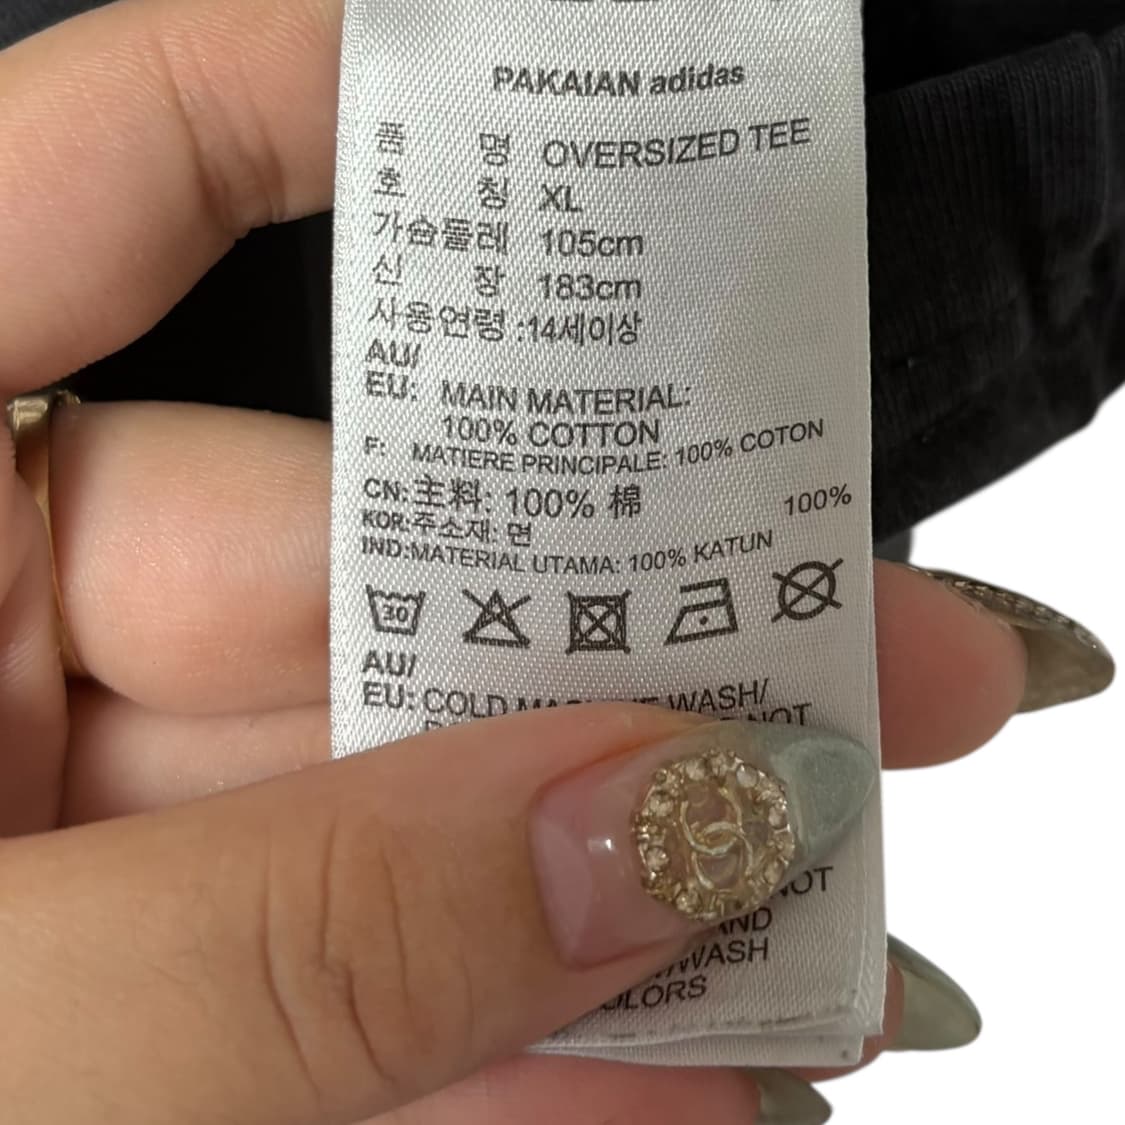 PAKAIAN adidas
품 명 OVERSIZED TEE
호 칭 XL
가슴둘레 105cm
신 장 183cm
사용연령 :14세이상
AU/
EU: MAIN MATERIAL:
100% COTTON
F: MATIERE PRINCIPALE: 100% COTON
CN:主料: 100% 棉
KOR:주소재: 면 100%
IND:MATERIAL UTAMA: 100% KATUN
30
AU/
EU: COLD WASH/
NOT
AND
WASH